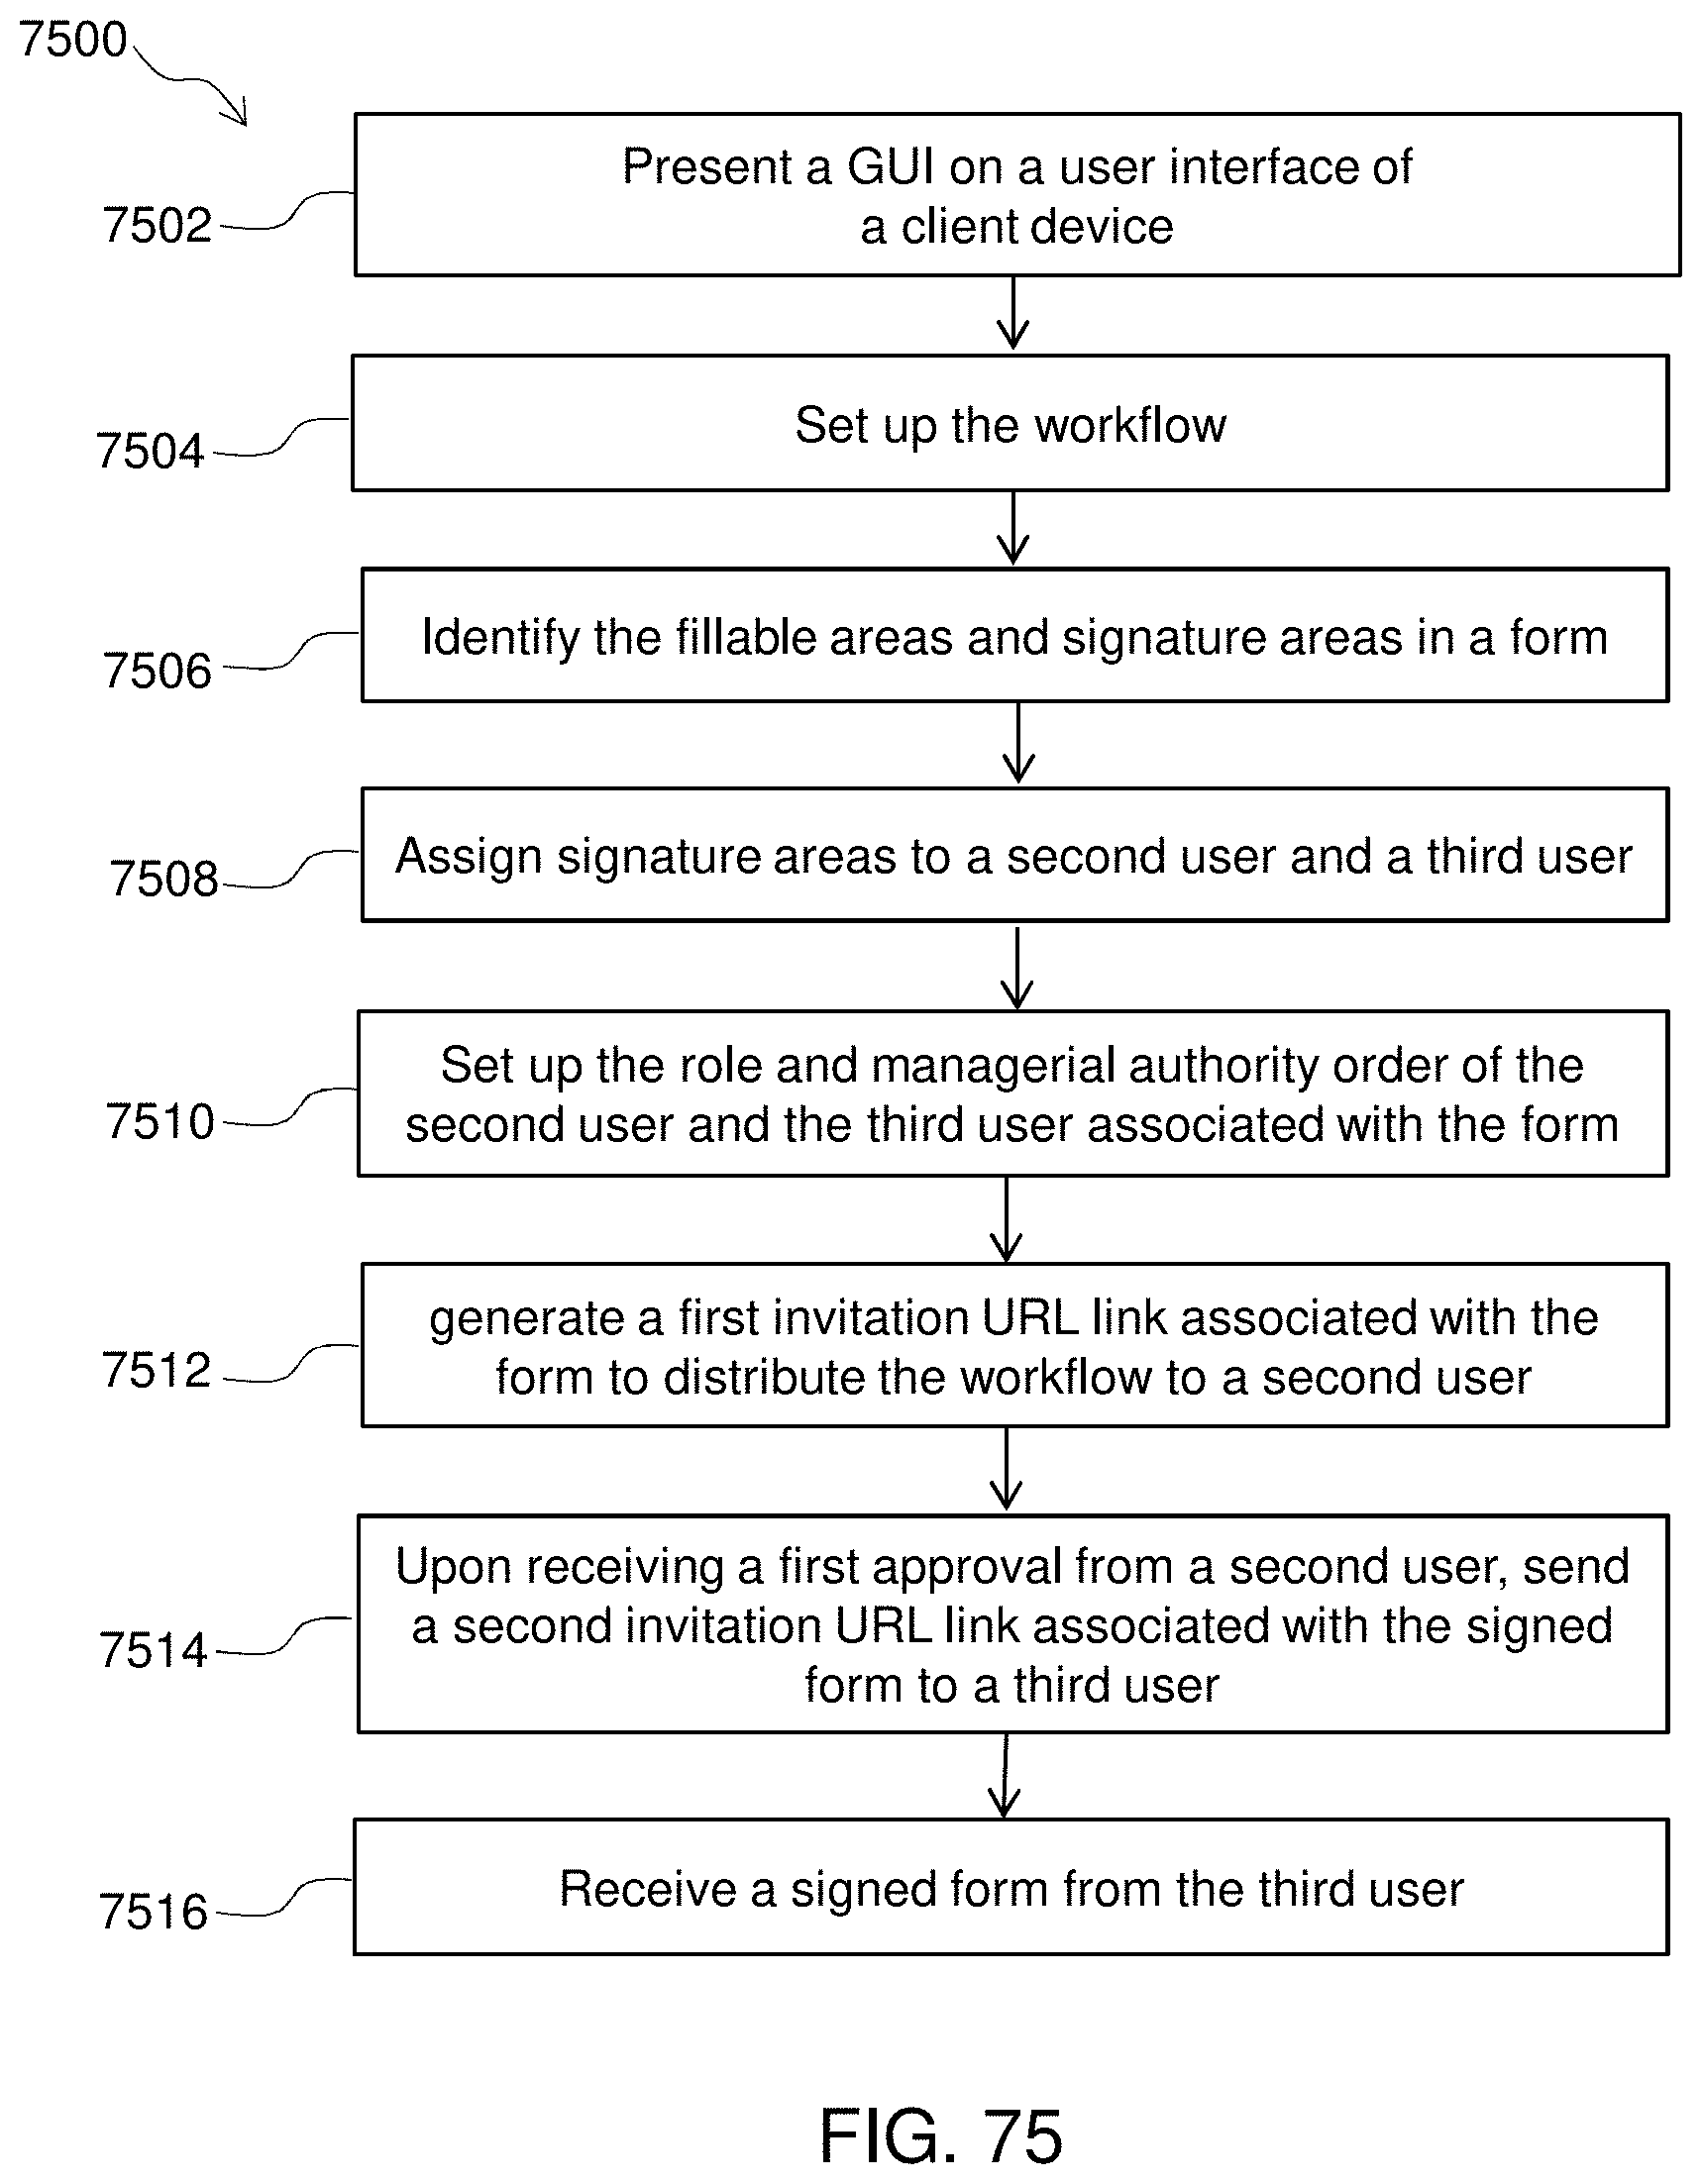 7500
Present a GUI on a user interface of
a client device
7502
Set up the workflow
7504
Identify the fillable areas and signature areas in a form
7506
Assign signature areas to a second user and a third user
7508
Set up the role and managerial authority order of the
second user and the third user associated with the form
7510
generate a first invitation URL link associated with the
form to distribute the workflow to a second user
7512
Upon receiving a first approval from a second user, send
a second invitation URL link associated with the signed
form to a third user
7514
Receive a signed form from the third user
7516
FIG. 75